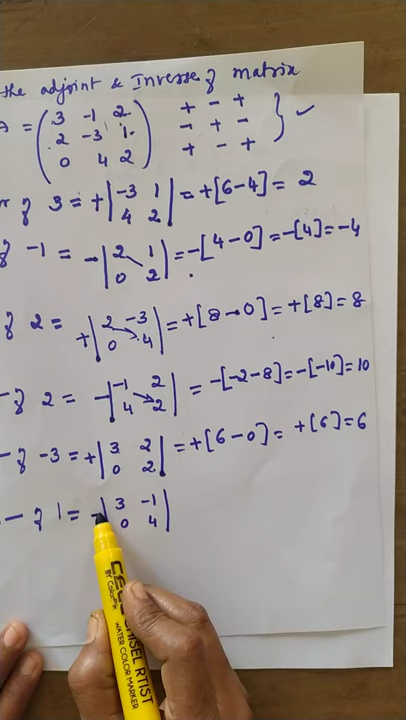 the adjoint & Inverse of matrix
A = (3 -1 2 + - +
2 -3 1 - + - } ✓
0 4 2) + - +
of 3 = +|-3 1; 4 2| = +[6-4] = 2
of -1 = -|2 1; 0 2| = -[4-0] = -[4] = -4
of 2 = +|2 -3; 0 4| = +[8-0] = +[8] = 8
of 2 = -|-1 2; 4 2| = -[-2-8] = -[-10] = 10
of -3 = +|3 2; 0 2| = +[6-0] = +[6] = 6
of 1 = -|3 -1; 0 4|
CHISEL RTIST
WATER COLOR MARKER